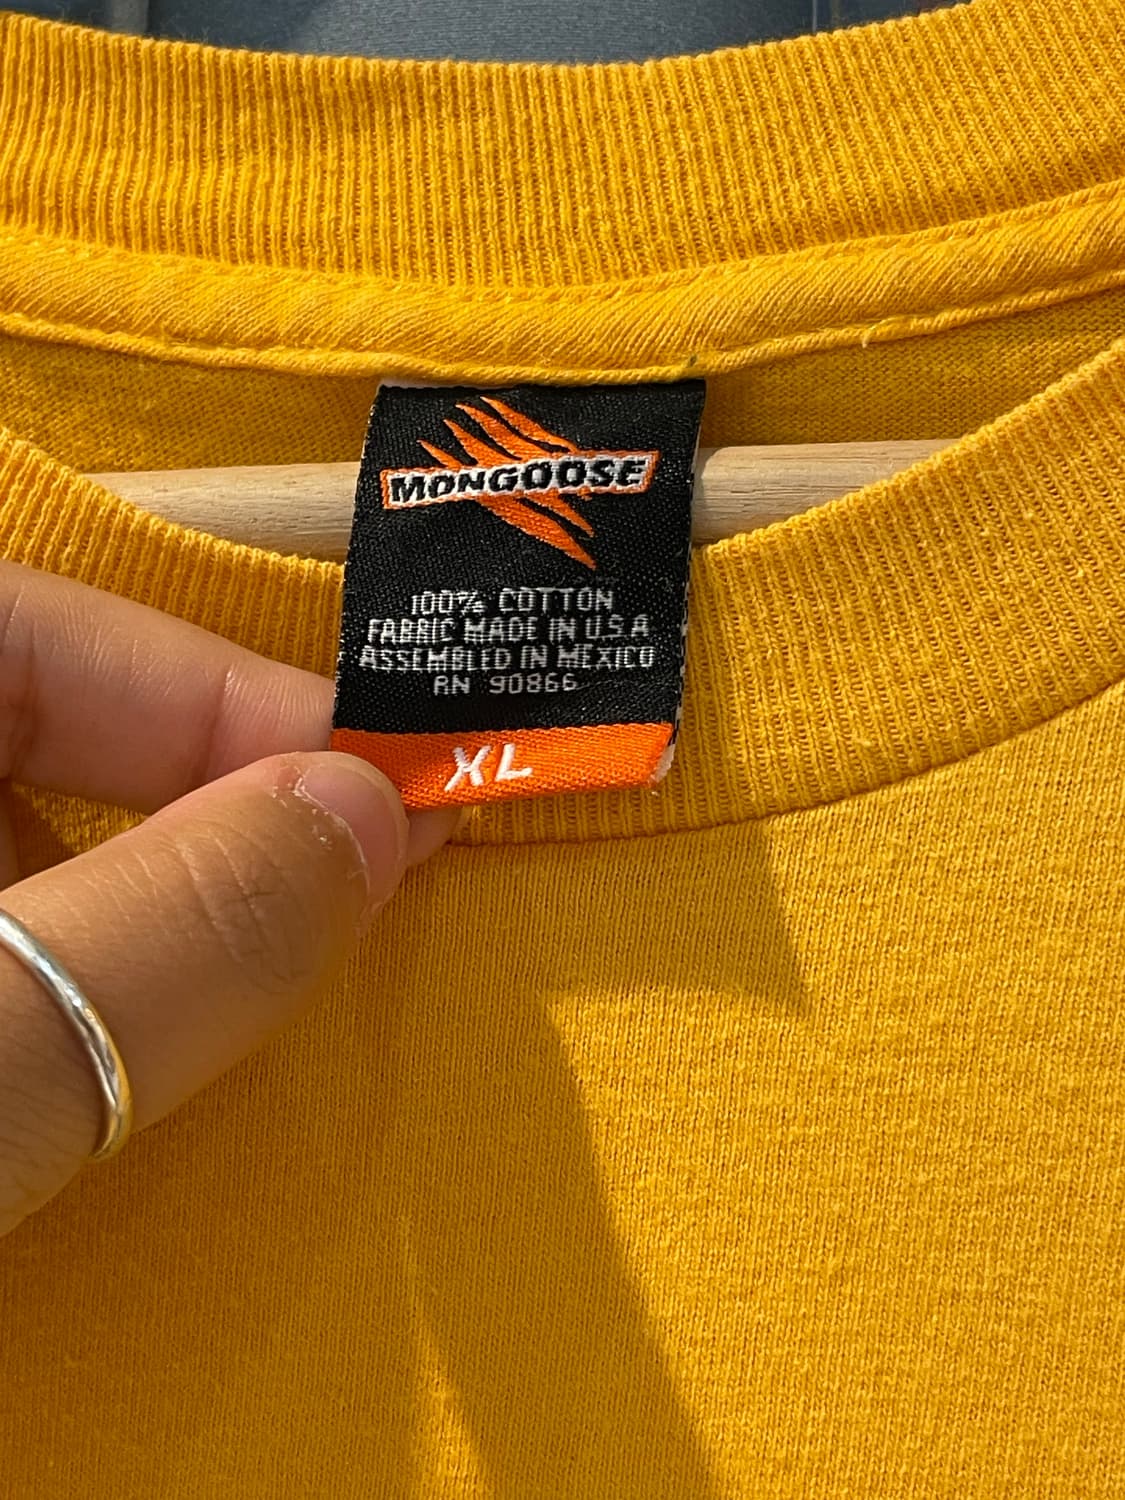 MONGOOSE
100% COTTON
FABRIC MADE IN U.S.A
ASSEMBLED IN MEXICO
RN 90866
XL